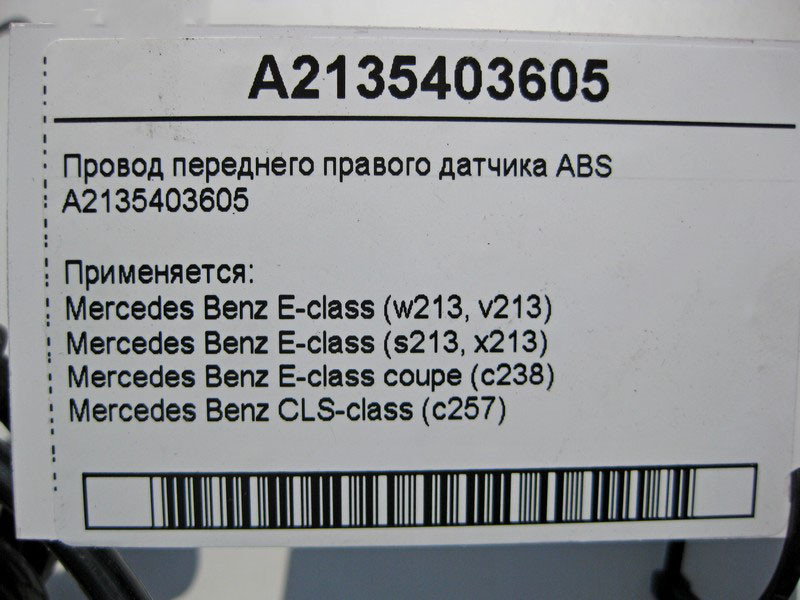 A2135403605
Провод переднего правого датчика ABS
A2135403605
Применяется:
Mercedes Benz E-class (w213, v213)
Mercedes Benz E-class (s213, x213)
Mercedes Benz E-class coupe (c238)
Mercedes Benz CLS-class (c257)